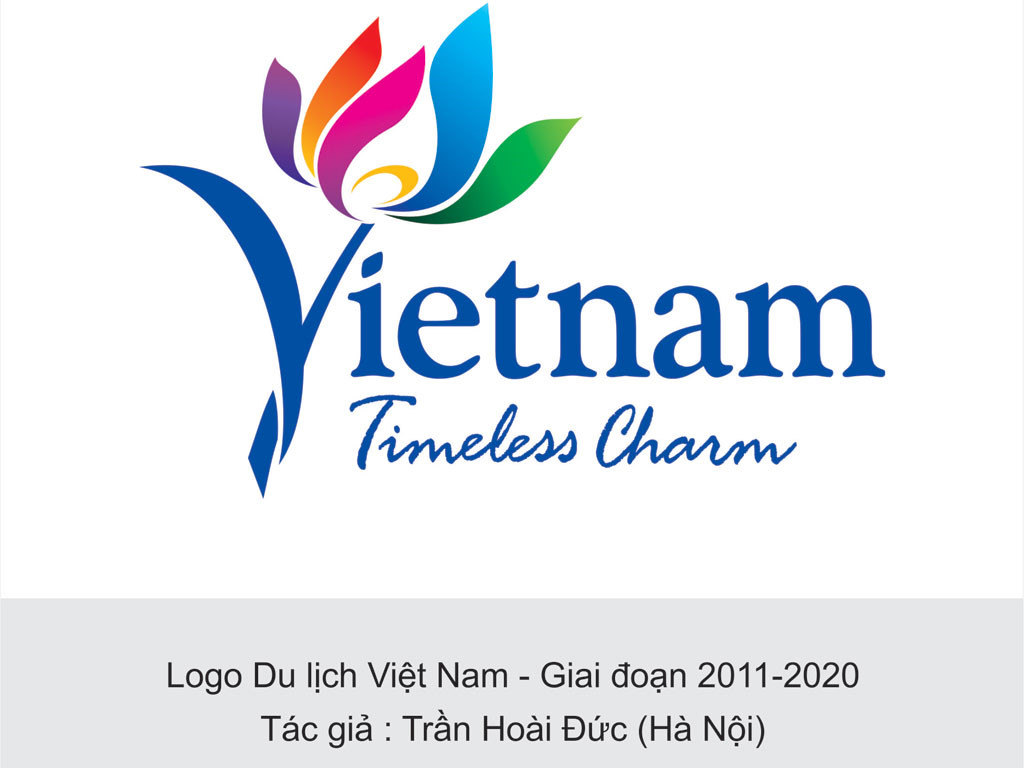 Vietnam
Timeless Charm
Logo Du lịch Việt Nam - Giai đoạn 2011-2020
Tác giả : Trần Hoài Đức (Hà Nội)